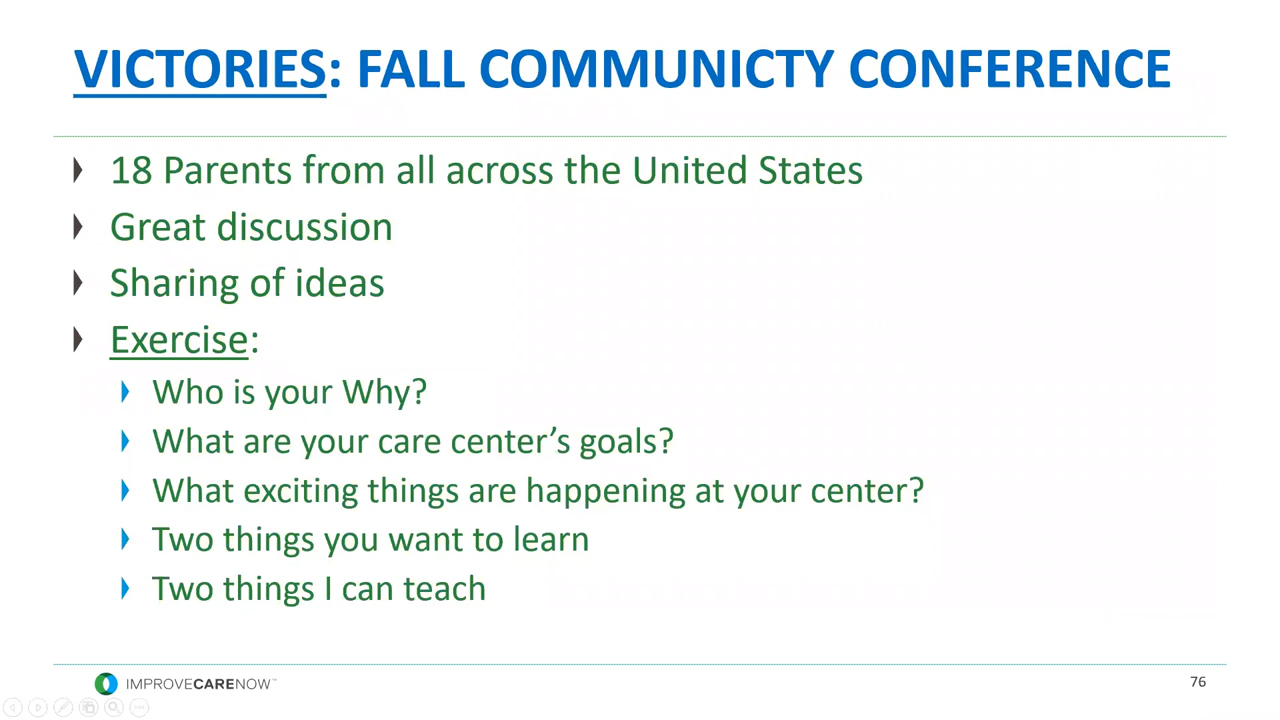 VICTORIES: FALL COMMUNICTY CONFERENCE
18 Parents from all across the United States
Great discussion
Sharing of ideas
Exercise:
Who is your Why?
What are your care center’s goals?
What exciting things are happening at your center?
Two things you want to learn
Two things I can teach
IMPROVECARENOW™
76